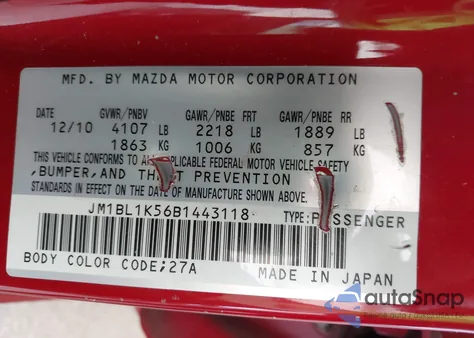 MFD. BY MAZDA MOTOR CORPORATION
DATE GVWR/PNBV GAWR/PNBE FRT GAWR/PNBE RR
12/10 4107 LB 2218 LB 1889 LB
1863 KG 1006 KG 857 KG
THIS VEHICLE CONFORMS TO ALL APPLICABLE FEDERAL MOTOR VEHICLE SAFETY
,BUMPER,AND THEFT PREVENTION
STANDARDS IN EFFECT ON THE DATE OF MANUFACTURE SHOWN ABOVE.
JM1BL1K56B1443118 TYPE:PASSENGER
BODY COLOR CODE;27A MADE IN JAPAN
autoSnap